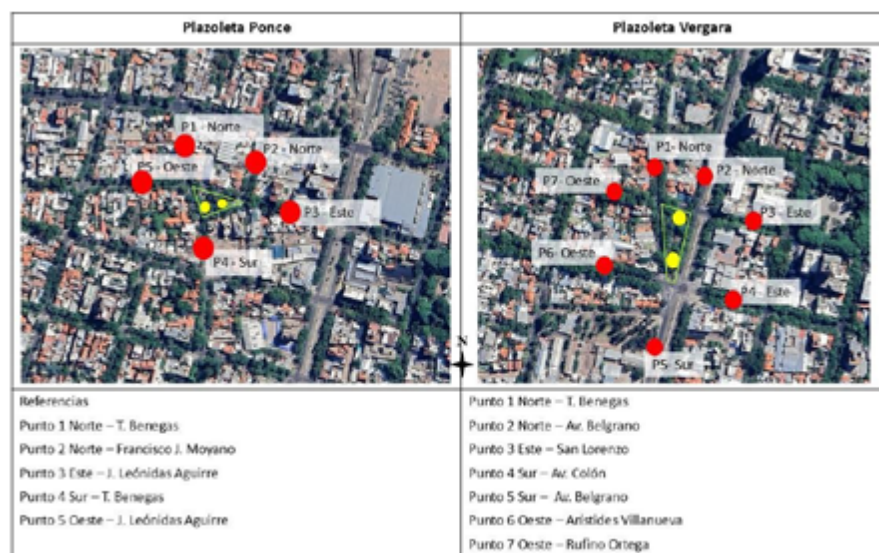 Plazoleta Ponce
Plazoleta Vergara
P1 - Norte
P2 - Norte
P5 - Oeste
P3 - Este
P4 - Sur
P1- Norte
P2 - Norte
P7- Oeste
P3 - Este
P6- Oeste
P4 - Este
P5- Sur
N
Referencias
Punto 1 Norte – T. Benegas
Punto 2 Norte – Francisco J. Moyano
Punto 3 Este – J. Leónidas Aguirre
Punto 4 Sur – T. Benegas
Punto 5 Oeste – J. Leónidas Aguirre
Punto 1 Norte – T. Benegas
Punto 2 Norte – Av. Belgrano
Punto 3 Este – San Lorenzo
Punto 4 Sur – Av. Colón
Punto 5 Sur – Av. Belgrano
Punto 6 Oeste – Arístides Villanueva
Punto 7 Oeste – Rufino Ortega